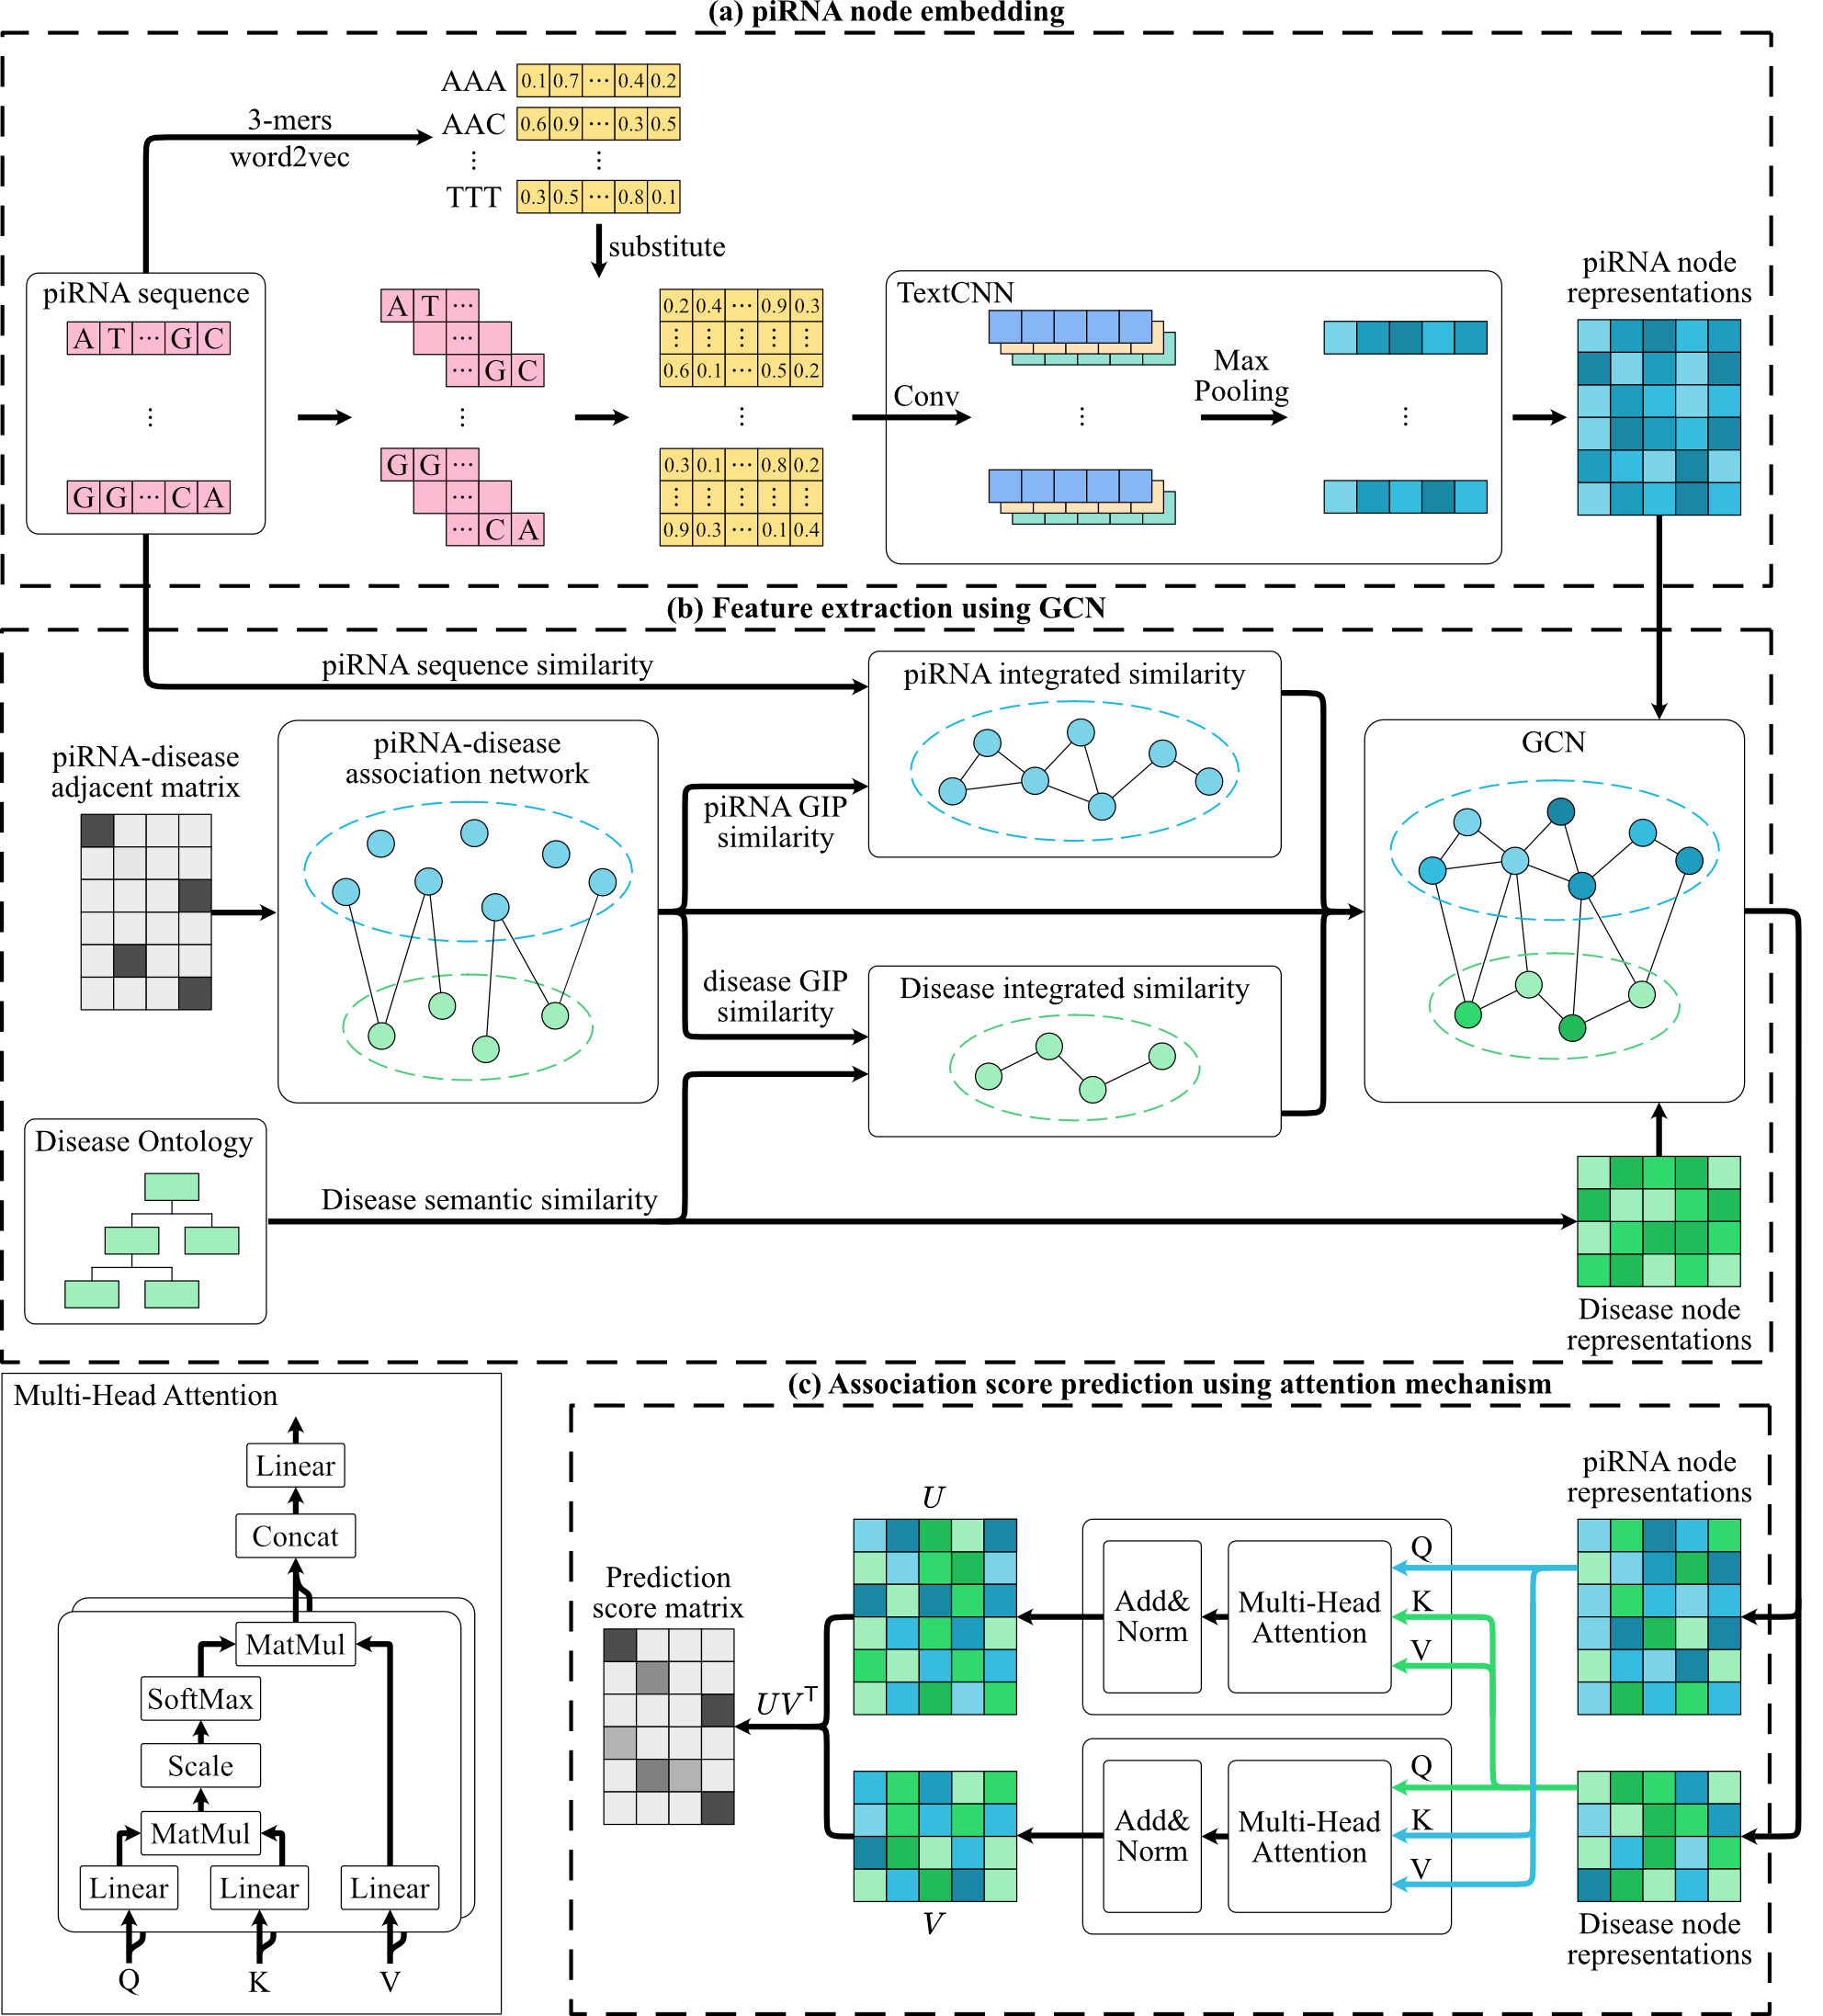 (a) piRNA node embedding
AAA 0.1 0.7 ··· 0.4 0.2
3-mers
AAC 0.6 0.9 ··· 0.3 0.5
word2vec
⋮ ⋮
TTT 0.3 0.5 ··· 0.8 0.1
substitute
piRNA sequence
A T ··· G C
⋮
G G ··· C A
A T ···
···
··· G C
⋮
G G ···
···
··· C A
0.2 0.4 ··· 0.9 0.3
⋮ ⋮ ⋮ ⋮ ⋮
0.6 0.1 ··· 0.5 0.2
⋮
0.3 0.1 ··· 0.8 0.2
⋮ ⋮ ⋮ ⋮ ⋮
0.9 0.3 ··· 0.1 0.4
TextCNN
Conv
⋮
Max
Pooling
⋮
piRNA node
representations
(b) Feature extraction using GCN
piRNA sequence similarity
piRNA-disease
adjacent matrix
piRNA-disease
association network
piRNA GIP
similarity
disease GIP
similarity
piRNA integrated similarity
Disease integrated similarity
GCN
Disease Ontology
Disease semantic similarity
Disease node
representations
Multi-Head Attention
Linear
Concat
MatMul
SoftMax
Scale
MatMul
Linear Linear Linear
Q K V
(c) Association score prediction using attention mechanism
Prediction
score matrix
UV⊤
U
V
Add&
Norm
Multi-Head
Attention
Q
K
V
Add&
Norm
Multi-Head
Attention
Q
K
V
piRNA node
representations
Disease node
representations